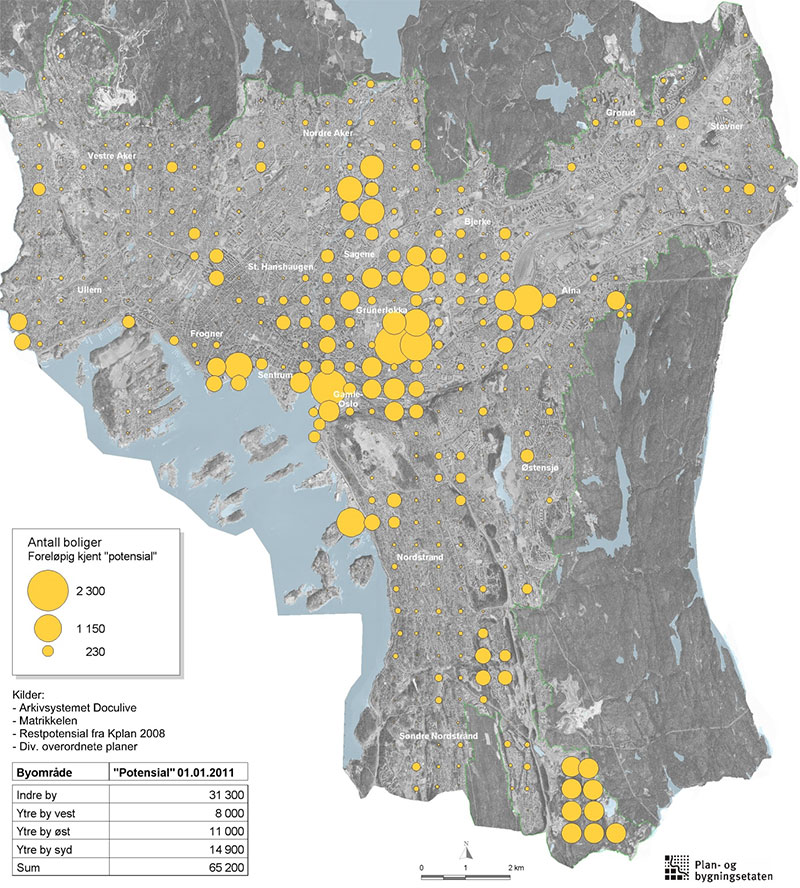 Nordre Aker
Grorud
Stovner
Vestre Aker
Bjerke
Sagene
St. Hanshaugen
Ullern
Alna
Grünerløkka
Frogner
Sentrum
Gamle-
Oslo
Østensjø
Nordstrand
Søndre Nordstrand
Antall boliger
Foreløpig kjent "potensial"
2 300
1 150
230
Kilder:
- Arkivsystemet Doculive
- Matrikkelen
- Restpotensial fra Kplan 2008
- Div. overordnete planer
Byområde "Potensial" 01.01.2011
Indre by 31 300
Ytre by vest 8 000
Ytre by øst 11 000
Ytre by syd 14 900
Sum 65 200
N
0 1 2 km
Plan- og
bygningsetaten